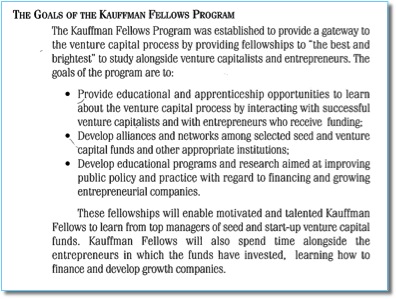 THE GOALS OF THE KAUFFMAN FELLOWS PROGRAM
The Kauffman Fellows Program was established to provide a gateway to
the venture capital process by providing fellowships to "the best and
brightest" to study alongside venture capitalists and entrepreneurs. The
goals of the program are to:
• Provide educational and apprenticeship opportunities to learn
about the venture capital process by interacting with successful
venture capitalists and with entrepreneurs who receive funding;
• Develop alliances and networks among selected seed and venture
capital funds and other appropriate institutions;
• Develop educational programs and research aimed at improving
public policy and practice with regard to financing and growing
entrepreneurial companies.
These fellowships will enable motivated and talented Kauffman
Fellows to learn from top managers of seed and start-up venture capital
funds. Kauffman Fellows will also spend time alongside the
entrepreneurs in which the funds have invested, learning how to
finance and develop growth companies.